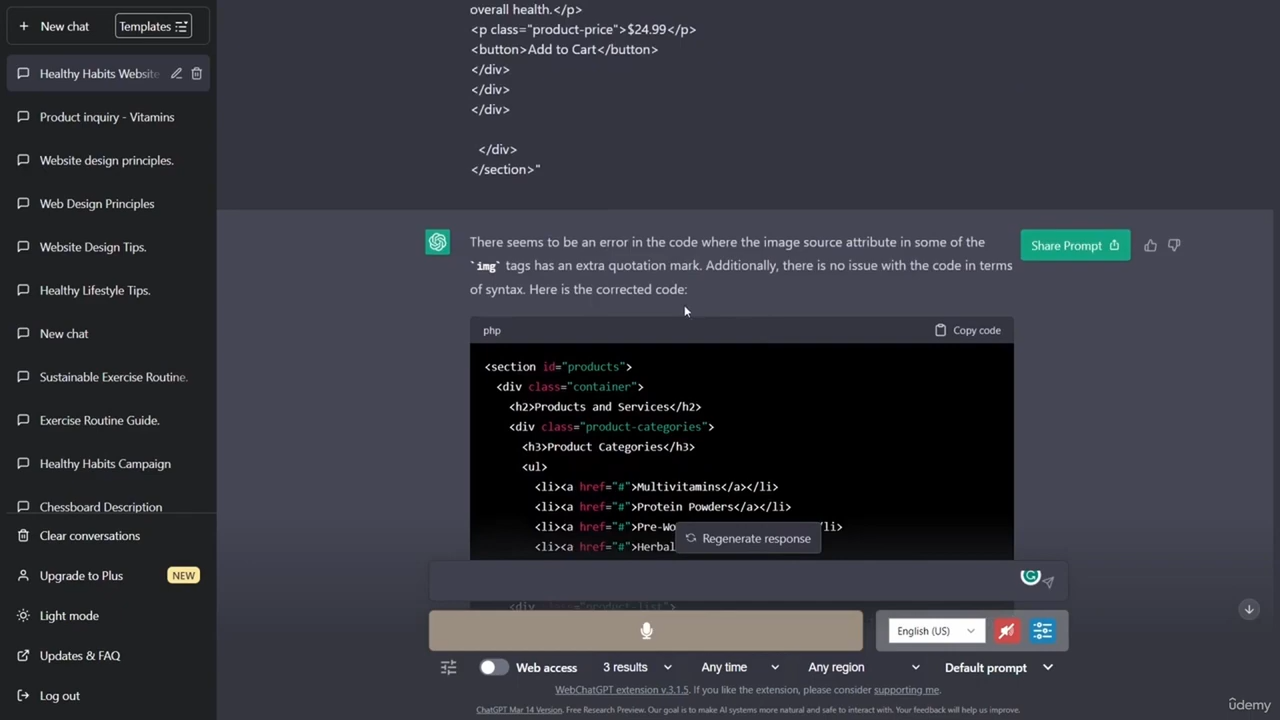 New chat
Templates
Healthy Habits Website
Product inquiry - Vitamins
Website design principles.
Web Design Principles
Website Design Tips.
Healthy Lifestyle Tips.
New chat
Sustainable Exercise Routine.
Exercise Routine Guide.
Healthy Habits Campaign
Chessboard Description
Clear conversations
Upgrade to Plus NEW
Light mode
Updates & FAQ
Log out
overall health.</p>
<p class="product-price">$24.99</p>
<button>Add to Cart</button>
</div>
</div>
</div>
</div>
</section>"
There seems to be an error in the code where the image source attribute in some of the
`img` tags has an extra quotation mark. Additionally, there is no issue with the code in terms
of syntax. Here is the corrected code:
Share Prompt
php
Copy code
<section id="products">
<div class="container">
<h2>Products and Services</h2>
<div class="product-categories">
<h3>Product Categories</h3>
<ul>
<li><a href="#">Multivitamins</a></li>
<li><a href="#">Protein Powders</a></li>
<li><a href="#">Pre-Wo /li>
<li><a href="#">Herbal
Regenerate response
<div class="product-list">
English (US)
Web access
3 results
Any time
Any region
Default prompt
WebChatGPT extension v.3.1.5. If you like the extension, please consider supporting me.
ChatGPT Mar 14 Version. Free Research Preview. Our goal is to make AI systems more natural and safe to interact with. Your feedback will help us improve.
ûdemy